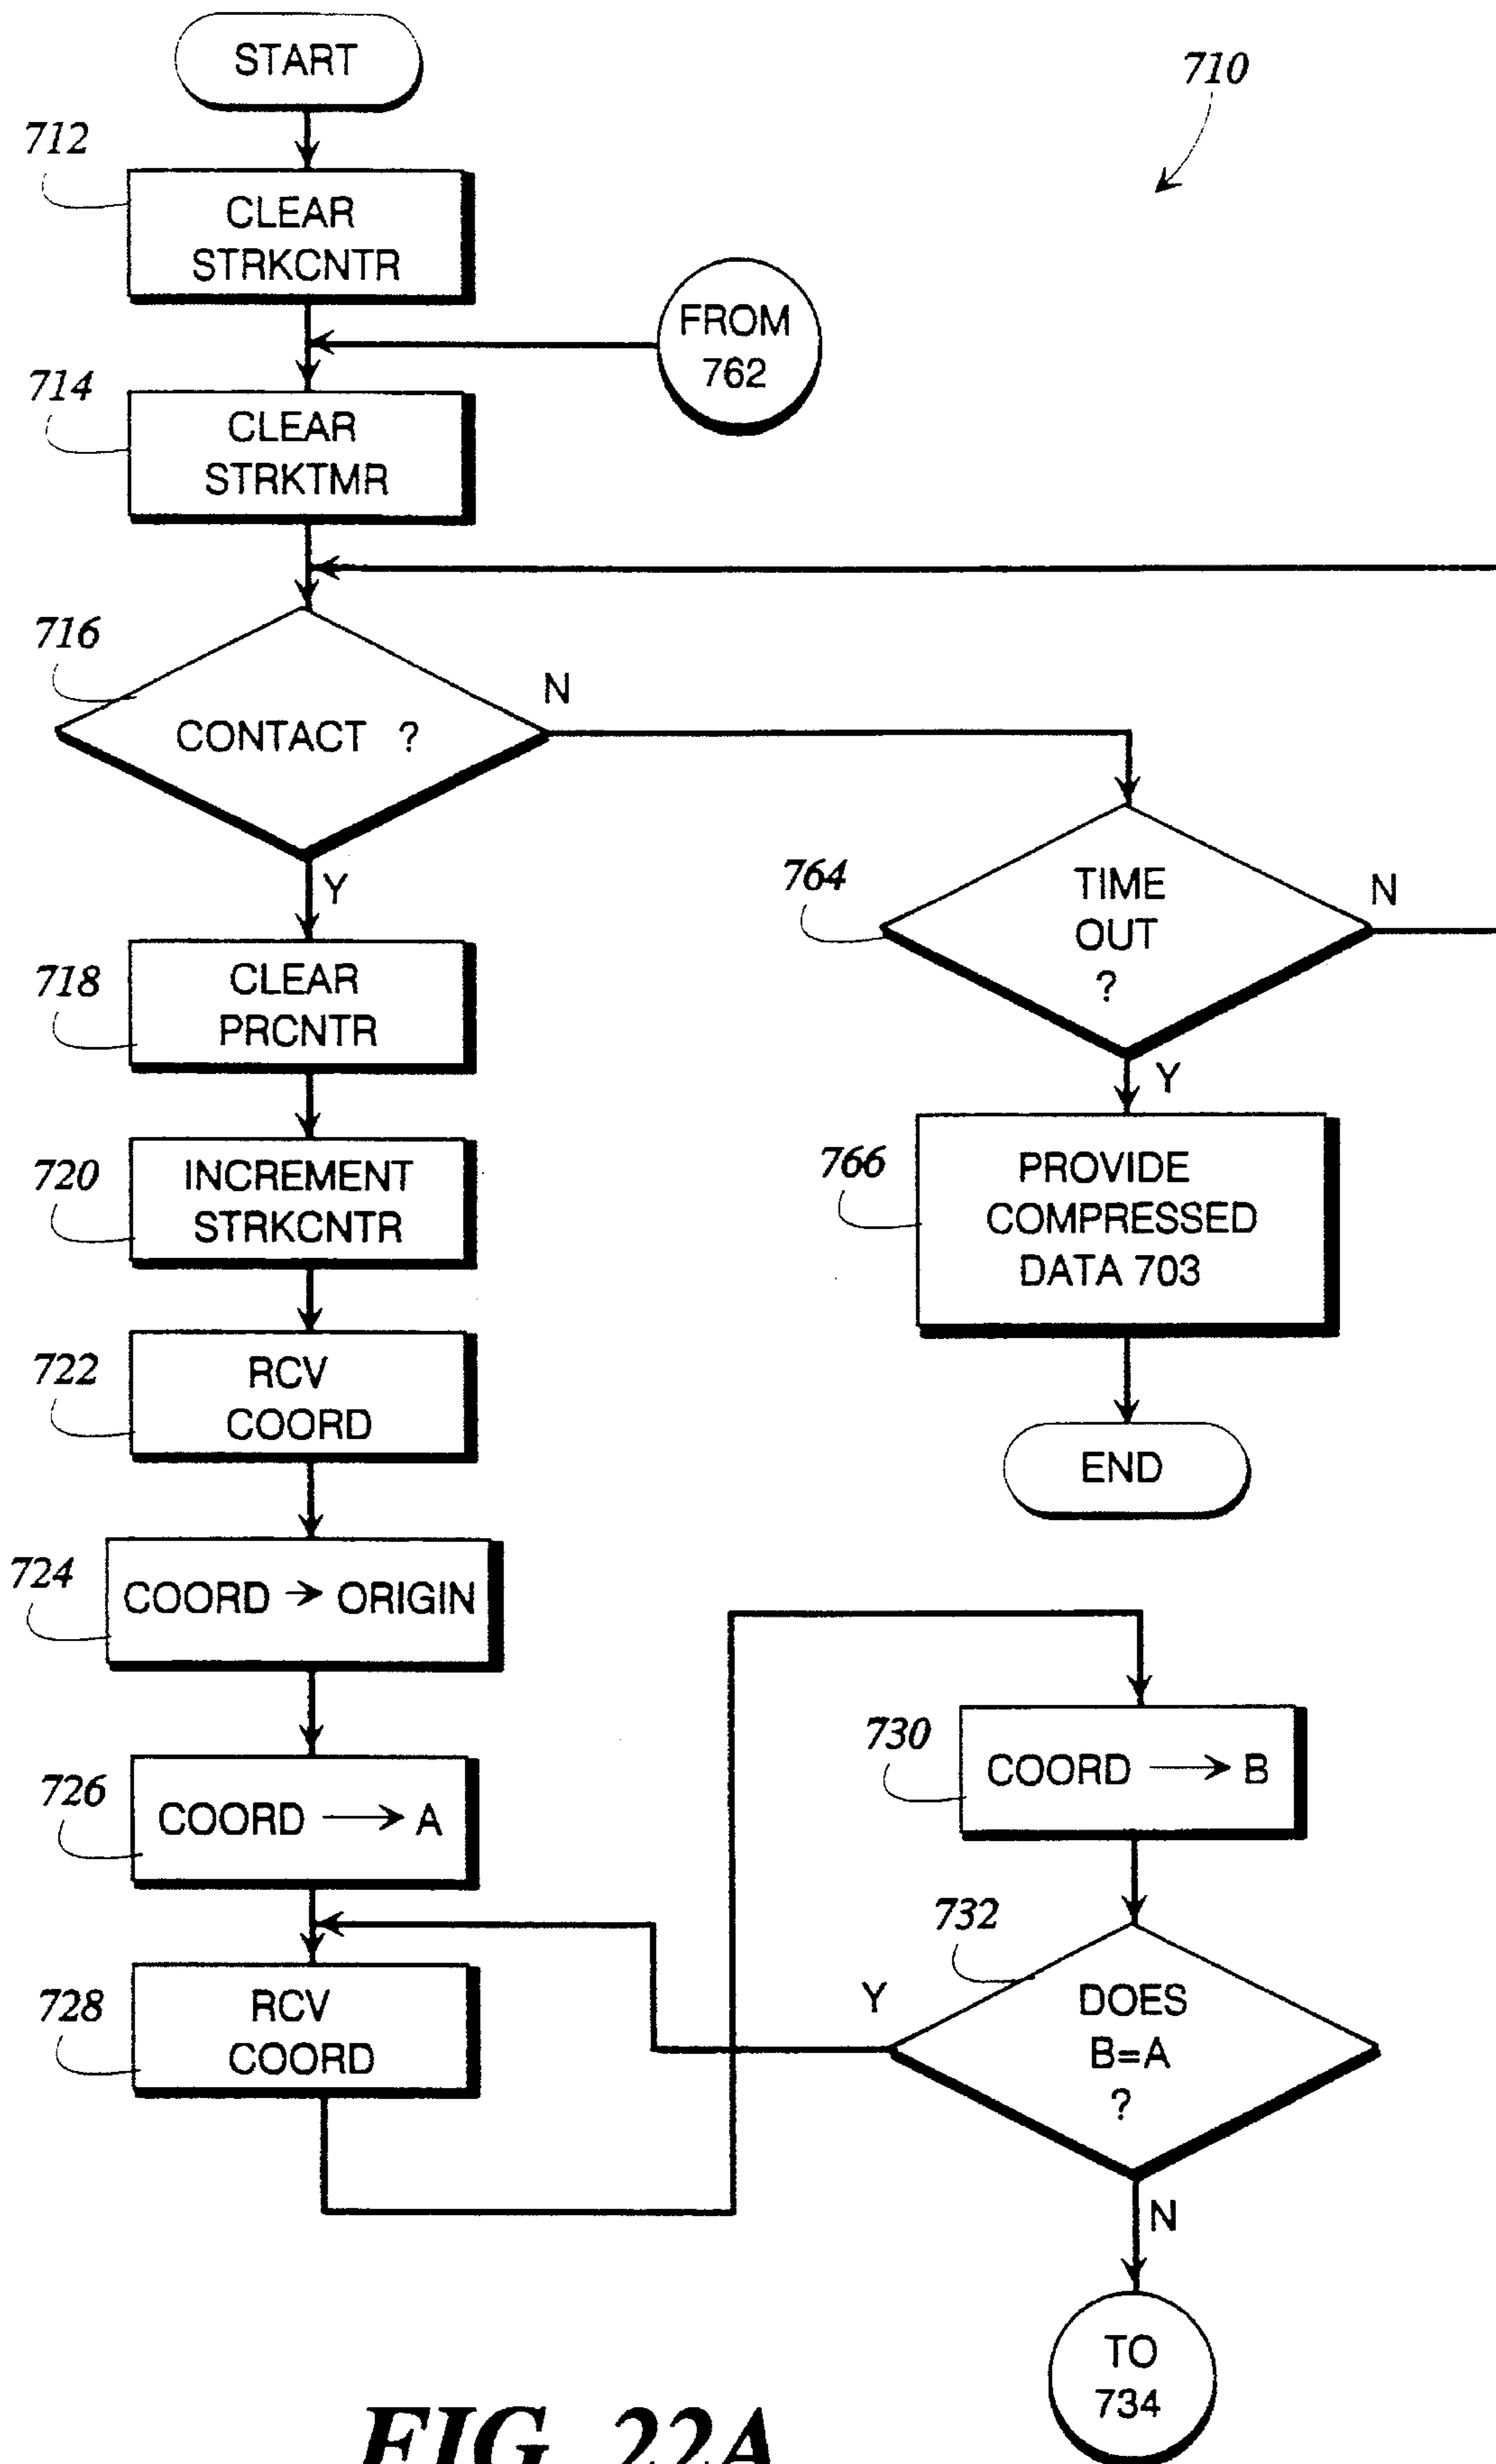 START
710
712
CLEAR
STRKCNTR
FROM
762
714
CLEAR
STRKTMR
716
CONTACT ?
N
Y
764
TIME
OUT
?
N
Y
718
CLEAR
PRCNTR
720
INCREMENT
STRKCNTR
766
PROVIDE
COMPRESSED
DATA 703
722
RCV
COORD
END
724
COORD → ORIGIN
726
COORD → A
728
RCV
COORD
730
COORD → B
732
DOES
B=A
?
Y
N
TO
734
FIG. 22A